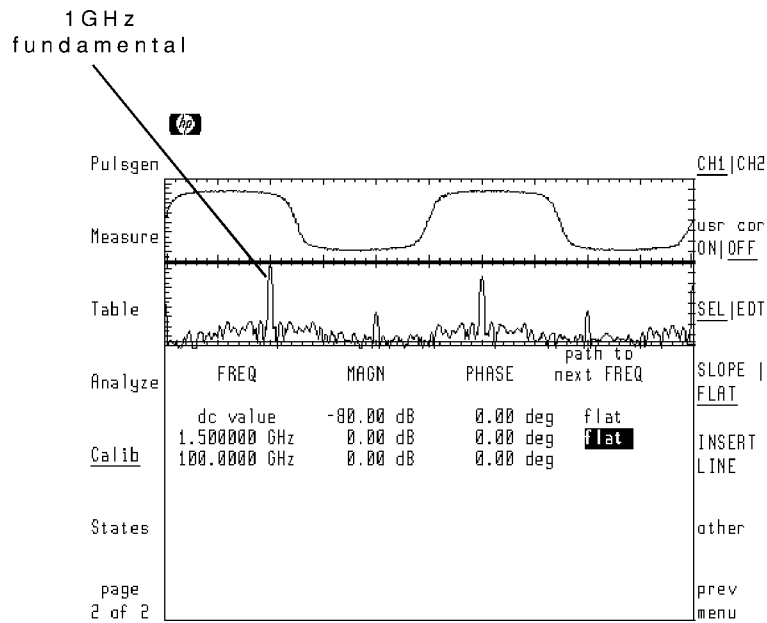 1GHz
fundamental
hp
Pulsgen
CH1|CH2
Measure
usr cor
ON|OFF
Table
SEL|EDT
Analyze
FREQ MAGN PHASE path to
next FREQ
SLOPE |
FLAT
dc value -80.00 dB 0.00 deg flat
1.500000 GHz 0.00 dB 0.00 deg flat
100.0000 GHz 0.00 dB 0.00 deg
Calib
INSERT
LINE
States
other
page
2 of 2
prev
menu